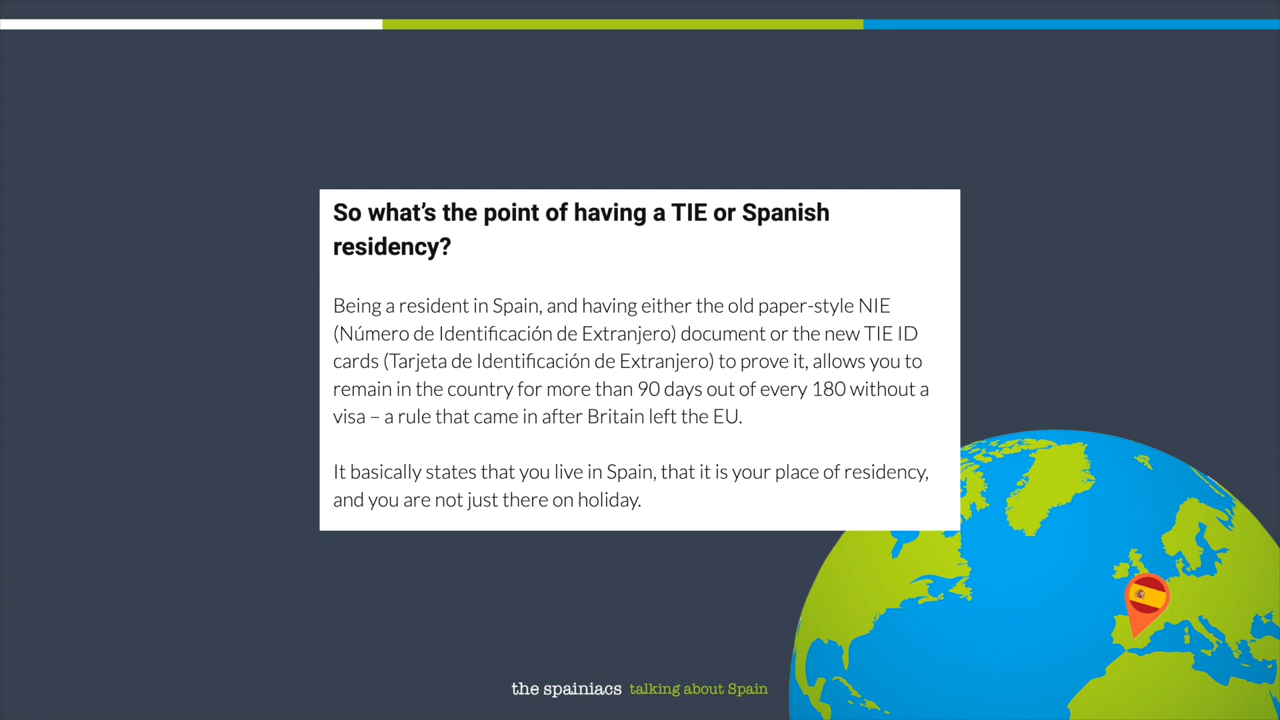 So what's the point of having a TIE or Spanish
residency?
Being a resident in Spain, and having either the old paper-style NIE
(Número de Identificación de Extranjero) document or the new TIE ID
cards (Tarjeta de Identificación de Extranjero) to prove it, allows you to
remain in the country for more than 90 days out of every 180 without a
visa – a rule that came in after Britain left the EU.
It basically states that you live in Spain, that it is your place of residency,
and you are not just there on holiday.
the spainiacs talking about Spain